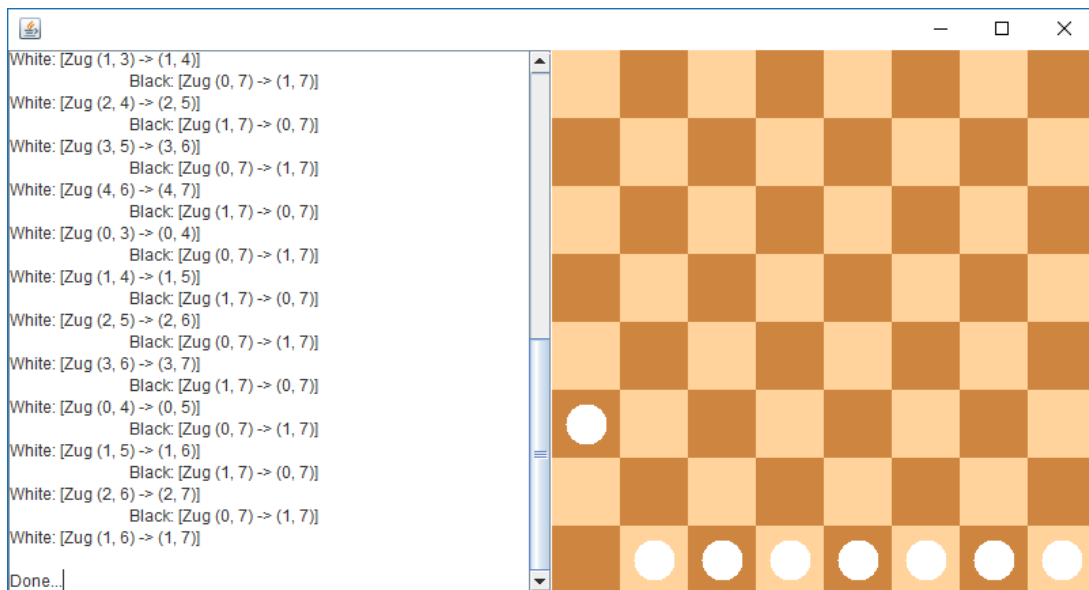 White: [Zug (1, 3) -> (1, 4)]
Black: [Zug (0, 7) -> (1, 7)]
White: [Zug (2, 4) -> (2, 5)]
Black: [Zug (1, 7) -> (0, 7)]
White: [Zug (3, 5) -> (3, 6)]
Black: [Zug (0, 7) -> (1, 7)]
White: [Zug (4, 6) -> (4, 7)]
Black: [Zug (1, 7) -> (0, 7)]
White: [Zug (0, 3) -> (0, 4)]
Black: [Zug (0, 7) -> (1, 7)]
White: [Zug (1, 4) -> (1, 5)]
Black: [Zug (1, 7) -> (0, 7)]
White: [Zug (2, 5) -> (2, 6)]
Black: [Zug (0, 7) -> (1, 7)]
White: [Zug (3, 6) -> (3, 7)]
Black: [Zug (1, 7) -> (0, 7)]
White: [Zug (0, 4) -> (0, 5)]
Black: [Zug (0, 7) -> (1, 7)]
White: [Zug (1, 5) -> (1, 6)]
Black: [Zug (1, 7) -> (0, 7)]
White: [Zug (2, 6) -> (2, 7)]
Black: [Zug (0, 7) -> (1, 7)]
White: [Zug (1, 6) -> (1, 7)]
Done...